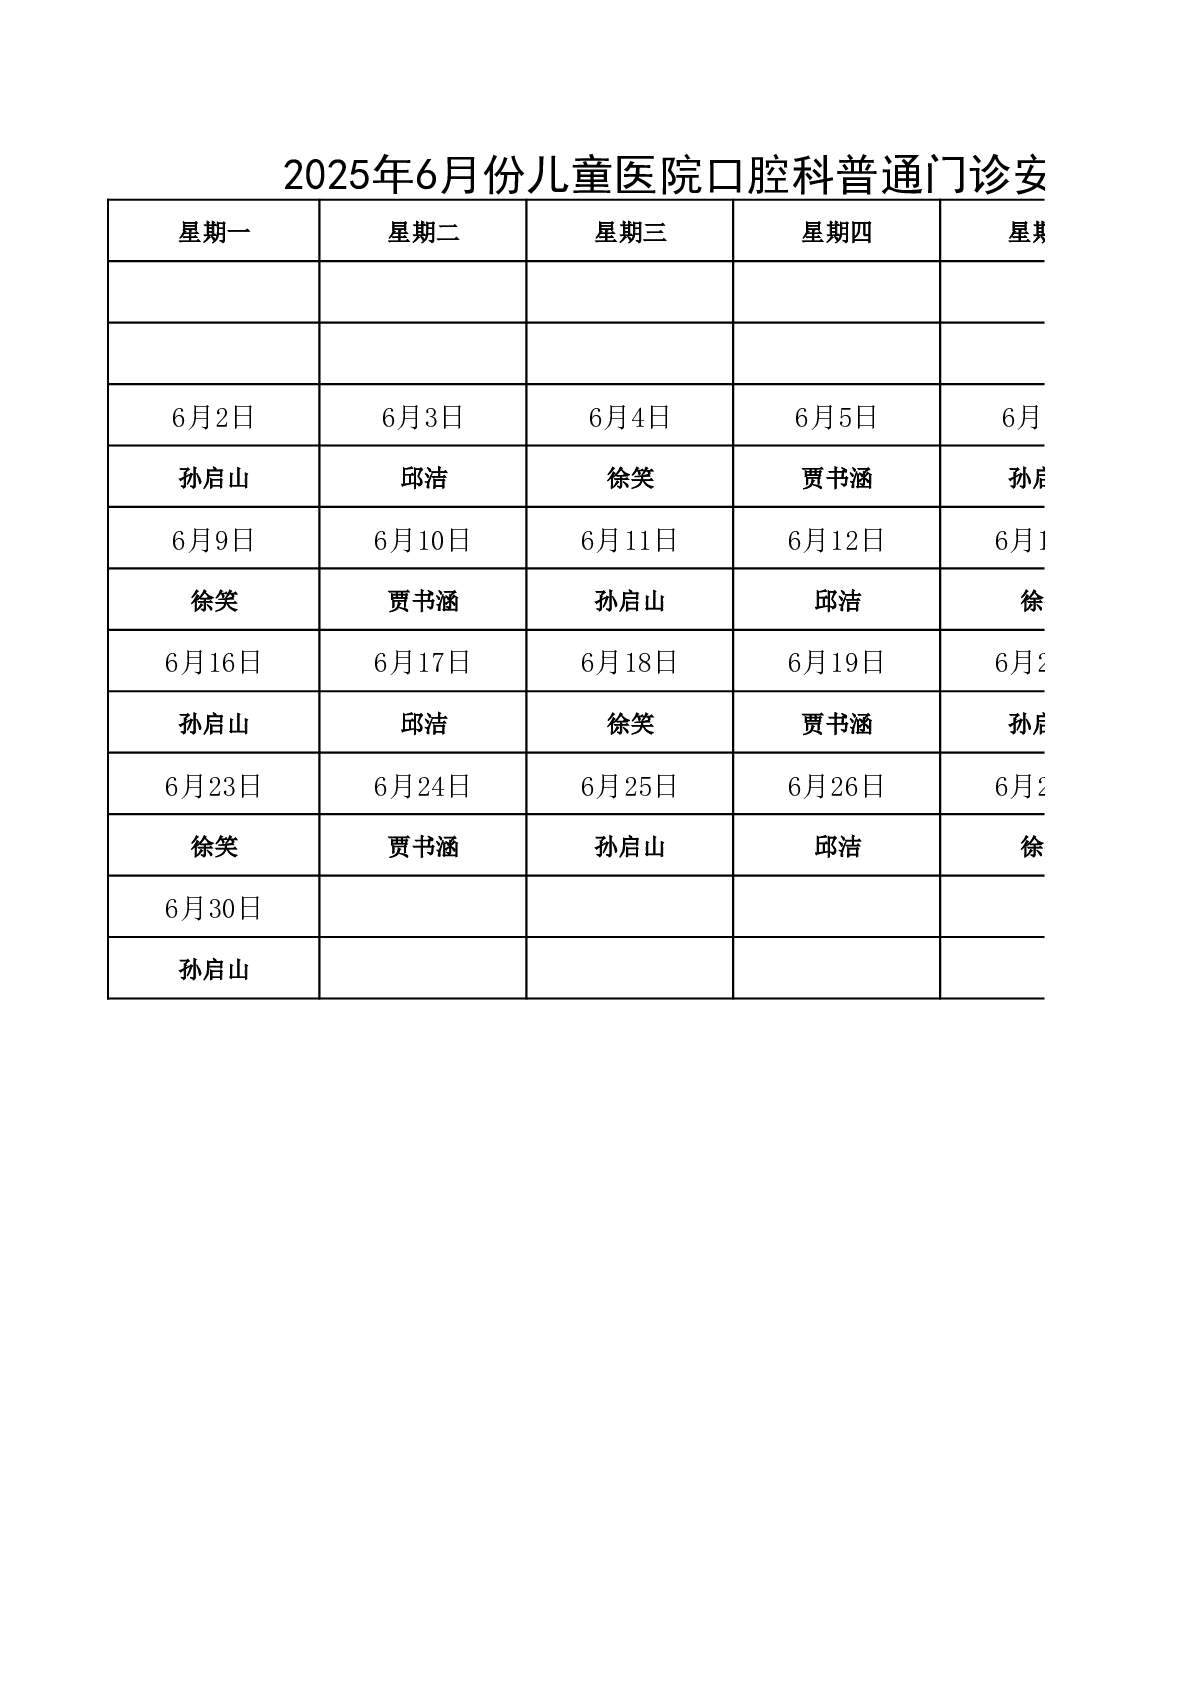 2025年6月份儿童医院口腔科普通门诊安
星期一 星期二 星期三 星期四 星期
6月2日 6月3日 6月4日 6月5日 6月
孙启山 邱洁 徐笑 贾书涵 孙启
6月9日 6月10日 6月11日 6月12日 6月1
徐笑 贾书涵 孙启山 邱洁 徐
6月16日 6月17日 6月18日 6月19日 6月2
孙启山 邱洁 徐笑 贾书涵 孙启
6月23日 6月24日 6月25日 6月26日 6月2
徐笑 贾书涵 孙启山 邱洁 徐
6月30日
孙启山